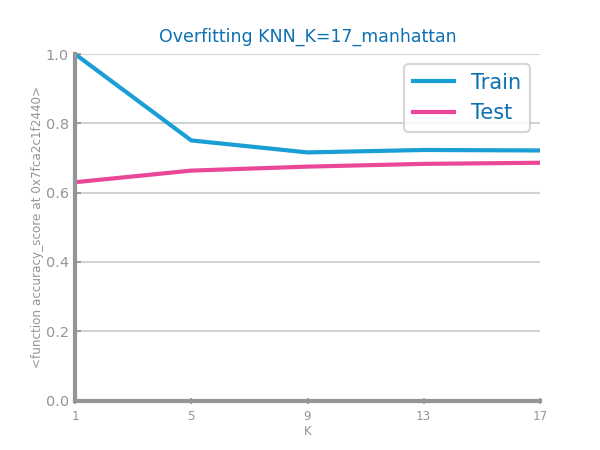 Overfitting KNN_K=17_manhattan
Train
Test
<function accuracy_score at 0x7fca2c1f2440>
1.0
0.8
0.6
0.4
0.2
0.0
1 5 9 13 17
K